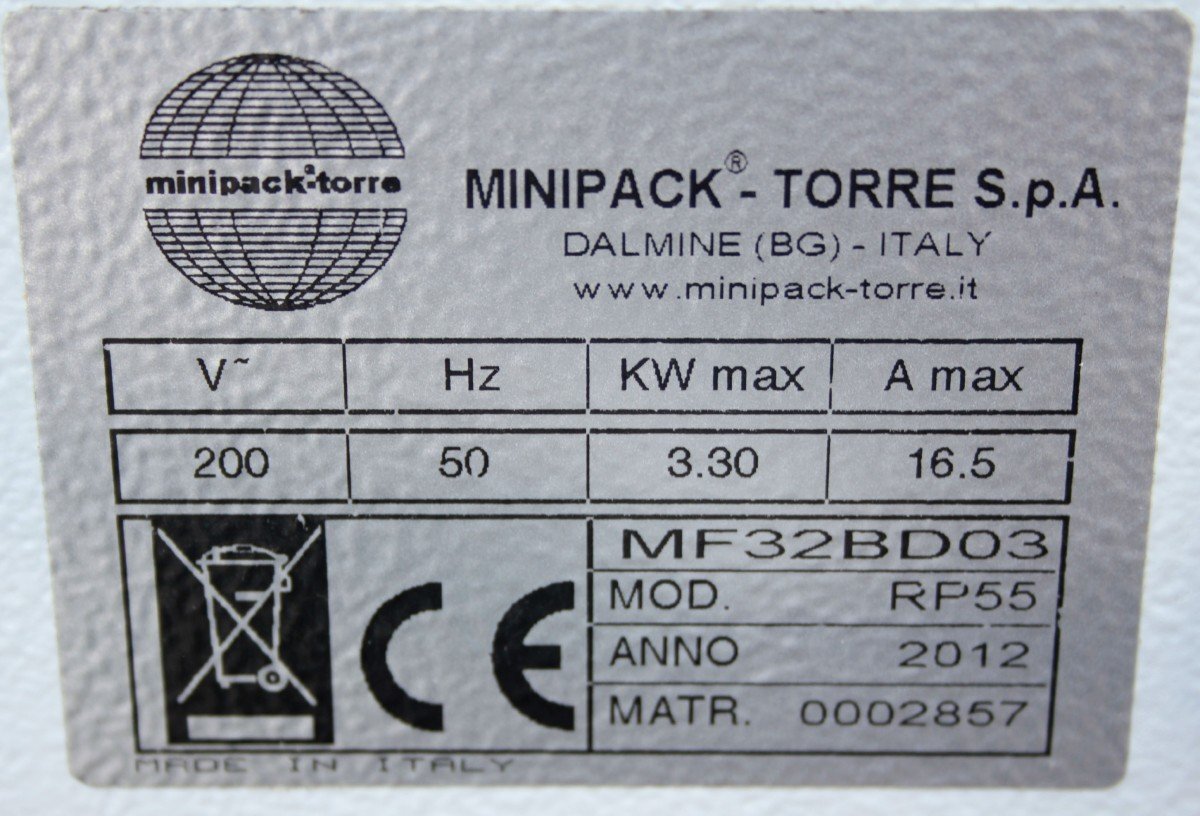 minipack®-torre
MINIPACK® - TORRE S.p.A.
DALMINE (BG) - ITALY
www.minipack-torre.it
V~ Hz KW max A max
200 50 3.30 16.5
CE
MF32BD03
MOD. RP55
ANNO 2012
MATR. 0002857
MADE IN ITALY